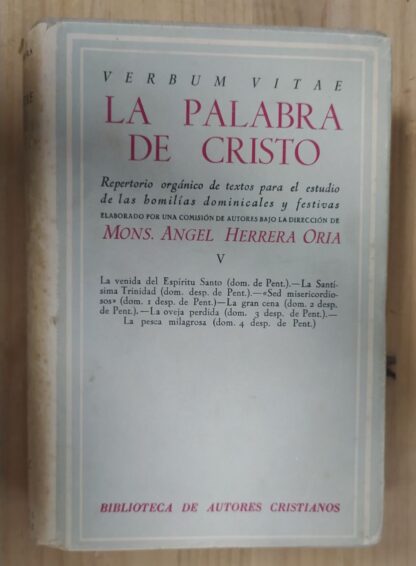 VERBUM VITAE
LA PALABRA
DE CRISTO
Repertorio orgánico de textos para el estudio
de las homilías dominicales y festivas
ELABORADO POR UNA COMISIÓN DE AUTORES BAJO LA DIRECCIÓN DE
MONS. ANGEL HERRERA ORIA
V
La venida del Espíritu Santo (dom. de Pent.).—La Santí-
sima Trinidad (dom. desp. de Pent.).—«Sed misericordio-
sos» (dom. 1 desp. de Pent.)—La gran cena (dom. 2 desp.
de Pent.).—La oveja perdida (dom. 3 desp. de Pent.).—
La pesca milagrosa (dom. 4 desp. de Pent.)
BIBLIOTECA DE AUTORES CRISTIANOS